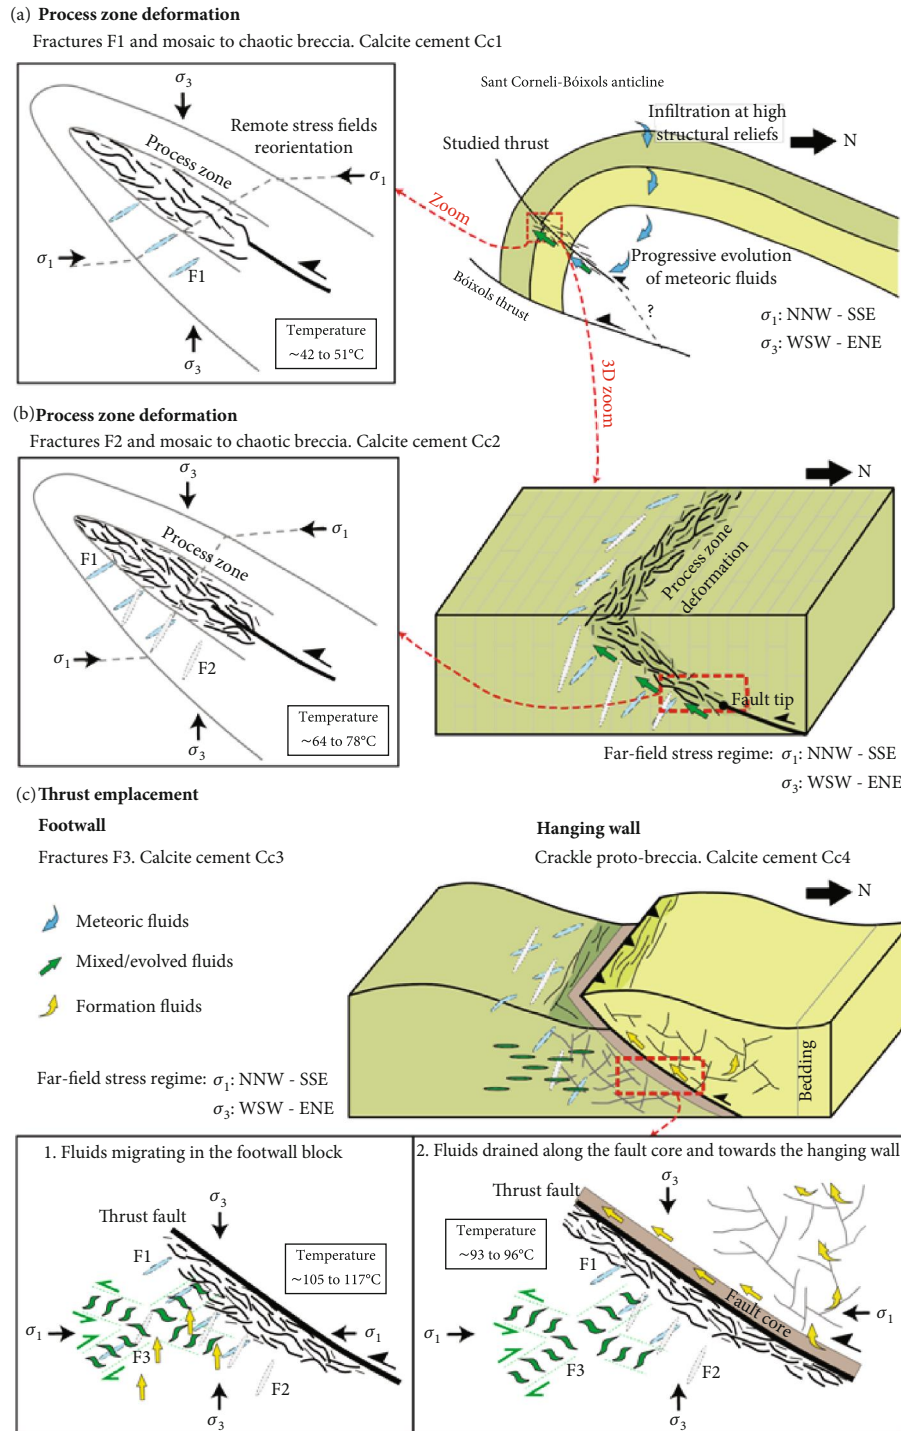 (a) Process zone deformation
Fractures F1 and mosaic to chaotic breccia. Calcite cement Cc1
σ3
Remote stress fields
reorientation
Process zone
σ1
σ1
F1
σ3
Temperature
~42 to 51°C
Sant Corneli-Bóixols anticline
Infiltration at high
structural reliefs
N
Studied thrust
Zoom
Progressive evolution
of meteoric fluids
Bóixols thrust
?
σ1: NNW - SSE
σ3: WSW - ENE
3D zoom
(b) Process zone deformation
Fractures F2 and mosaic to chaotic breccia. Calcite cement Cc2
σ3
σ1
Process zone
F1
σ1
F2
σ3
Temperature
~64 to 78°C
N
Process zone
deformation
Fault tip
Far-field stress regime: σ1: NNW - SSE
σ3: WSW - ENE
(c) Thrust emplacement
Footwall
Fractures F3. Calcite cement Cc3
Hanging wall
Crackle proto-breccia. Calcite cement Cc4
N
Meteoric fluids
Mixed/evolved fluids
Formation fluids
Bedding
Far-field stress regime: σ1: NNW - SSE
σ3: WSW - ENE
1. Fluids migrating in the footwall block
σ3
Thrust fault
F1
Temperature
~105 to 117°C
σ1
σ1
F3
F2
σ3
2. Fluids drained along the fault core and towards the hanging wall
σ3
Thrust fault
Temperature
~93 to 96°C
F1
Fault core
σ1
σ1
F3
F2
σ3